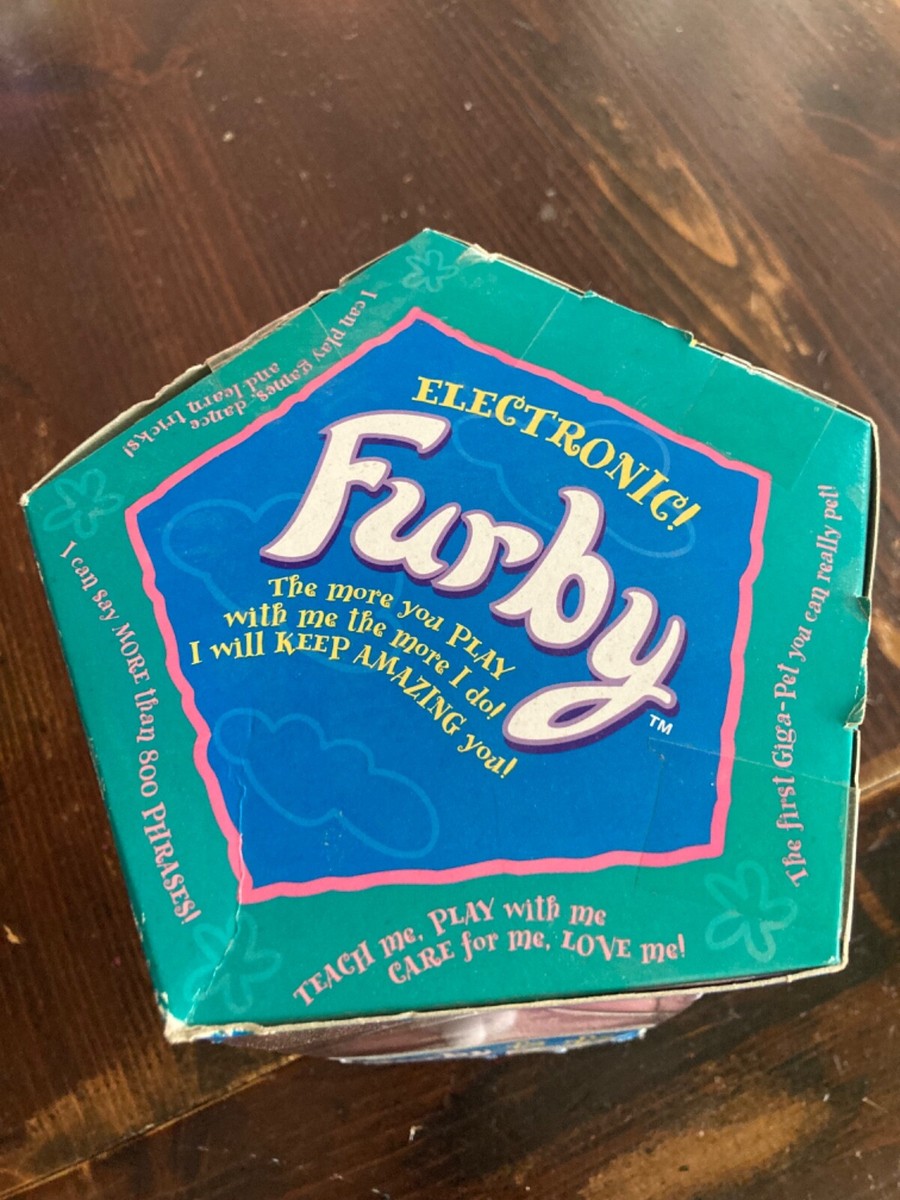 ELECTRONIC!
Furby™
The more you PLAY
with me the more I do!
I will KEEP AMAZING you!
I can play games, dance
and learn tricks!
I can say MORE than 800 PHRASES!
TEACH me, PLAY with me
CARE for me, LOVE me!
The first Giga-Pet you can really pet!